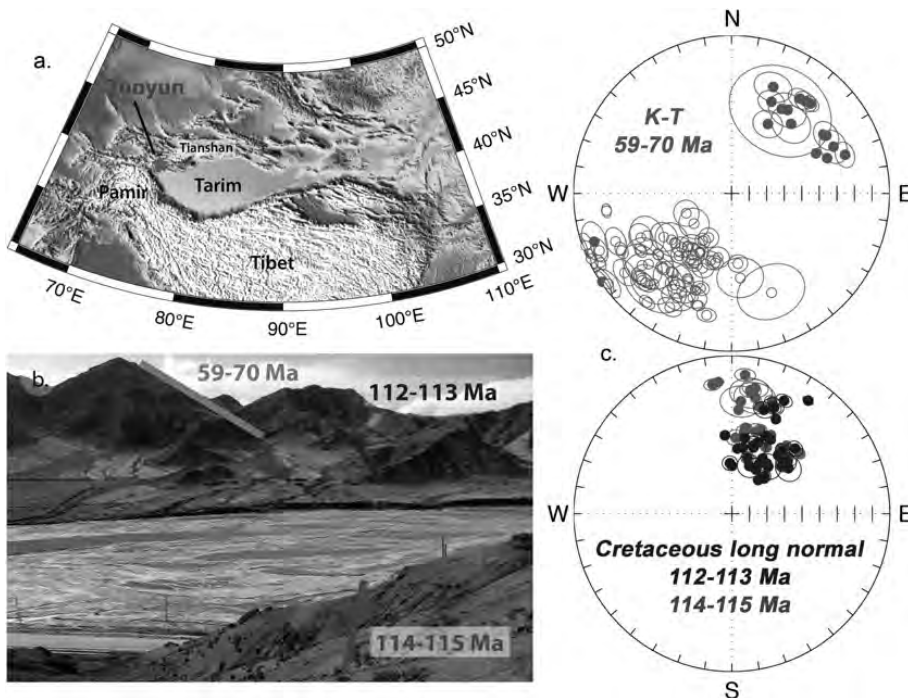 a.
50°N
45°N
40°N
35°N
30°N
Tuoyun
Tianshan
Pamir
Tarim
Tibet
70°E
80°E
90°E
100°E
110°E
N
K-T
59-70 Ma
W
E
b.
59-70 Ma
112-113 Ma
114-115 Ma
c.
W
E
Cretaceous long normal
112-113 Ma
114-115 Ma
S